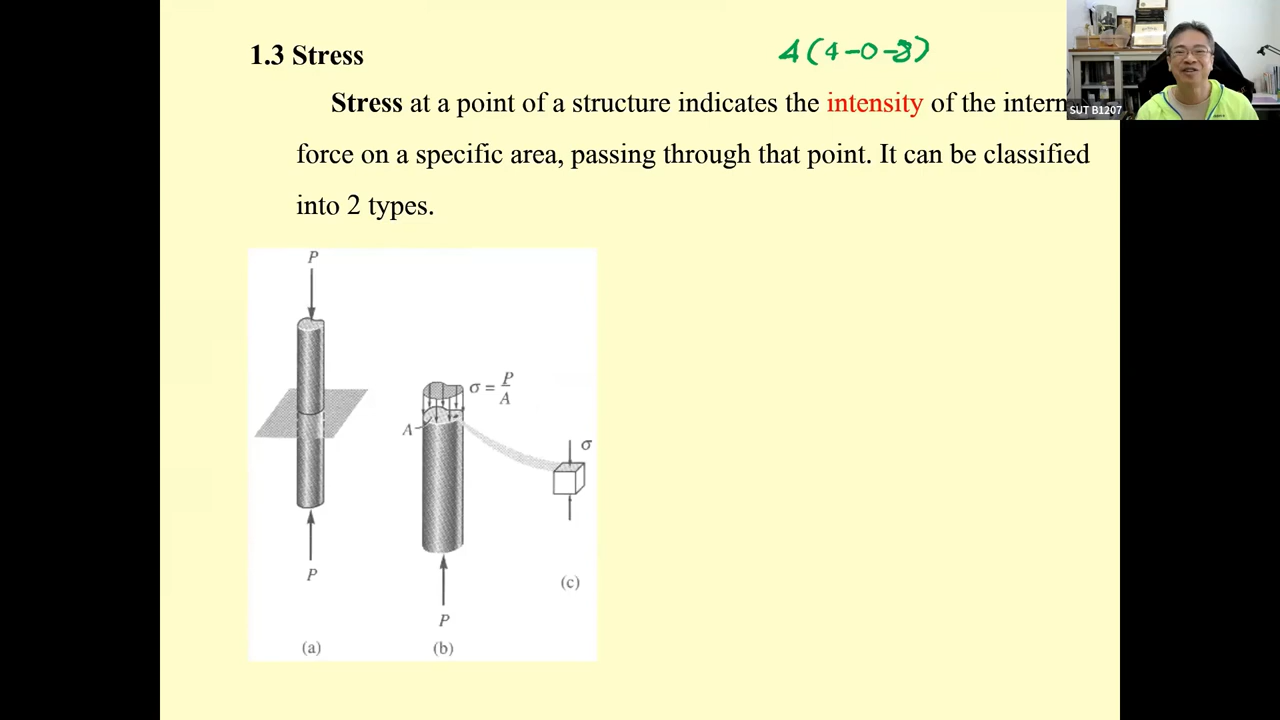 1.3 Stress
4(4-0-8)
Stress at a point of a structure indicates the intensity of the intern
force on a specific area, passing through that point. It can be classified
into 2 types.
SUT B1207
P
σ = P
A
A
σ
P
P
(a)
(b)
(c)